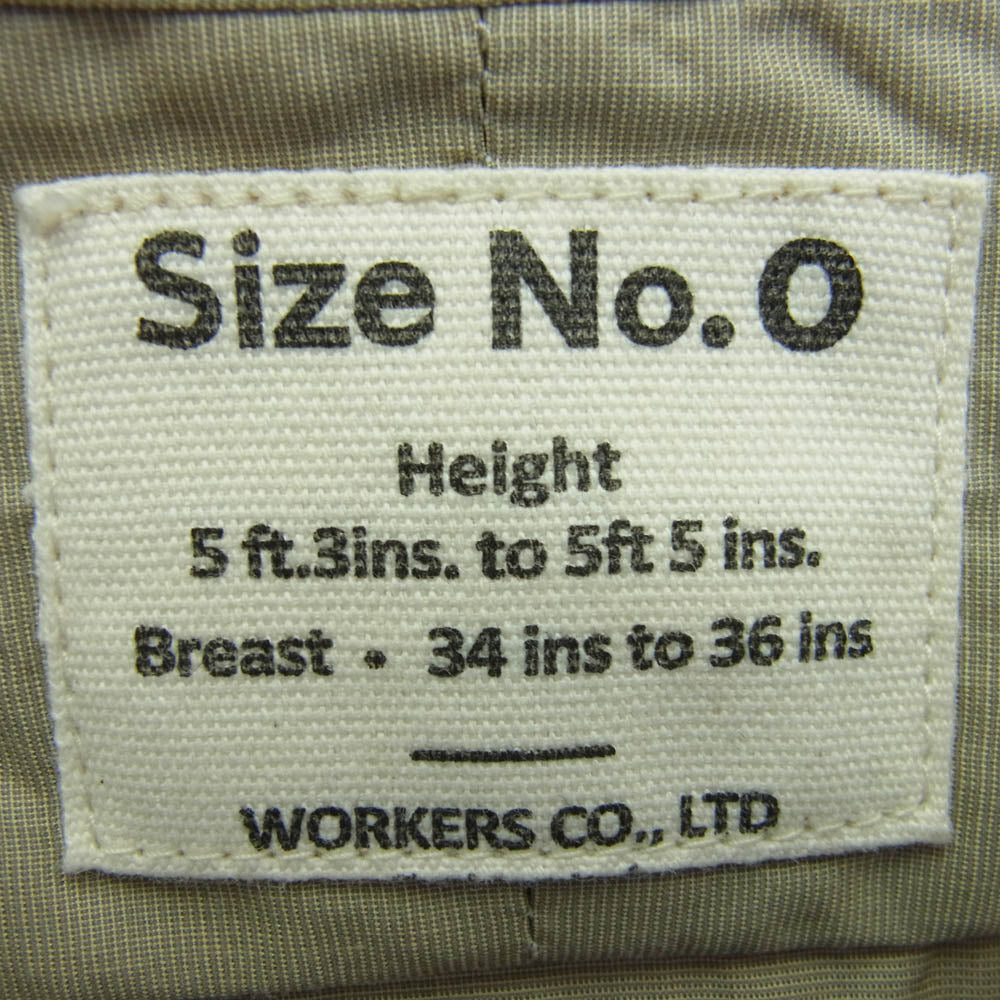 Size No.0
Height
5 ft.3ins. to 5ft 5 ins.
Breast · 34 ins to 36 ins
WORKERS CO., LTD